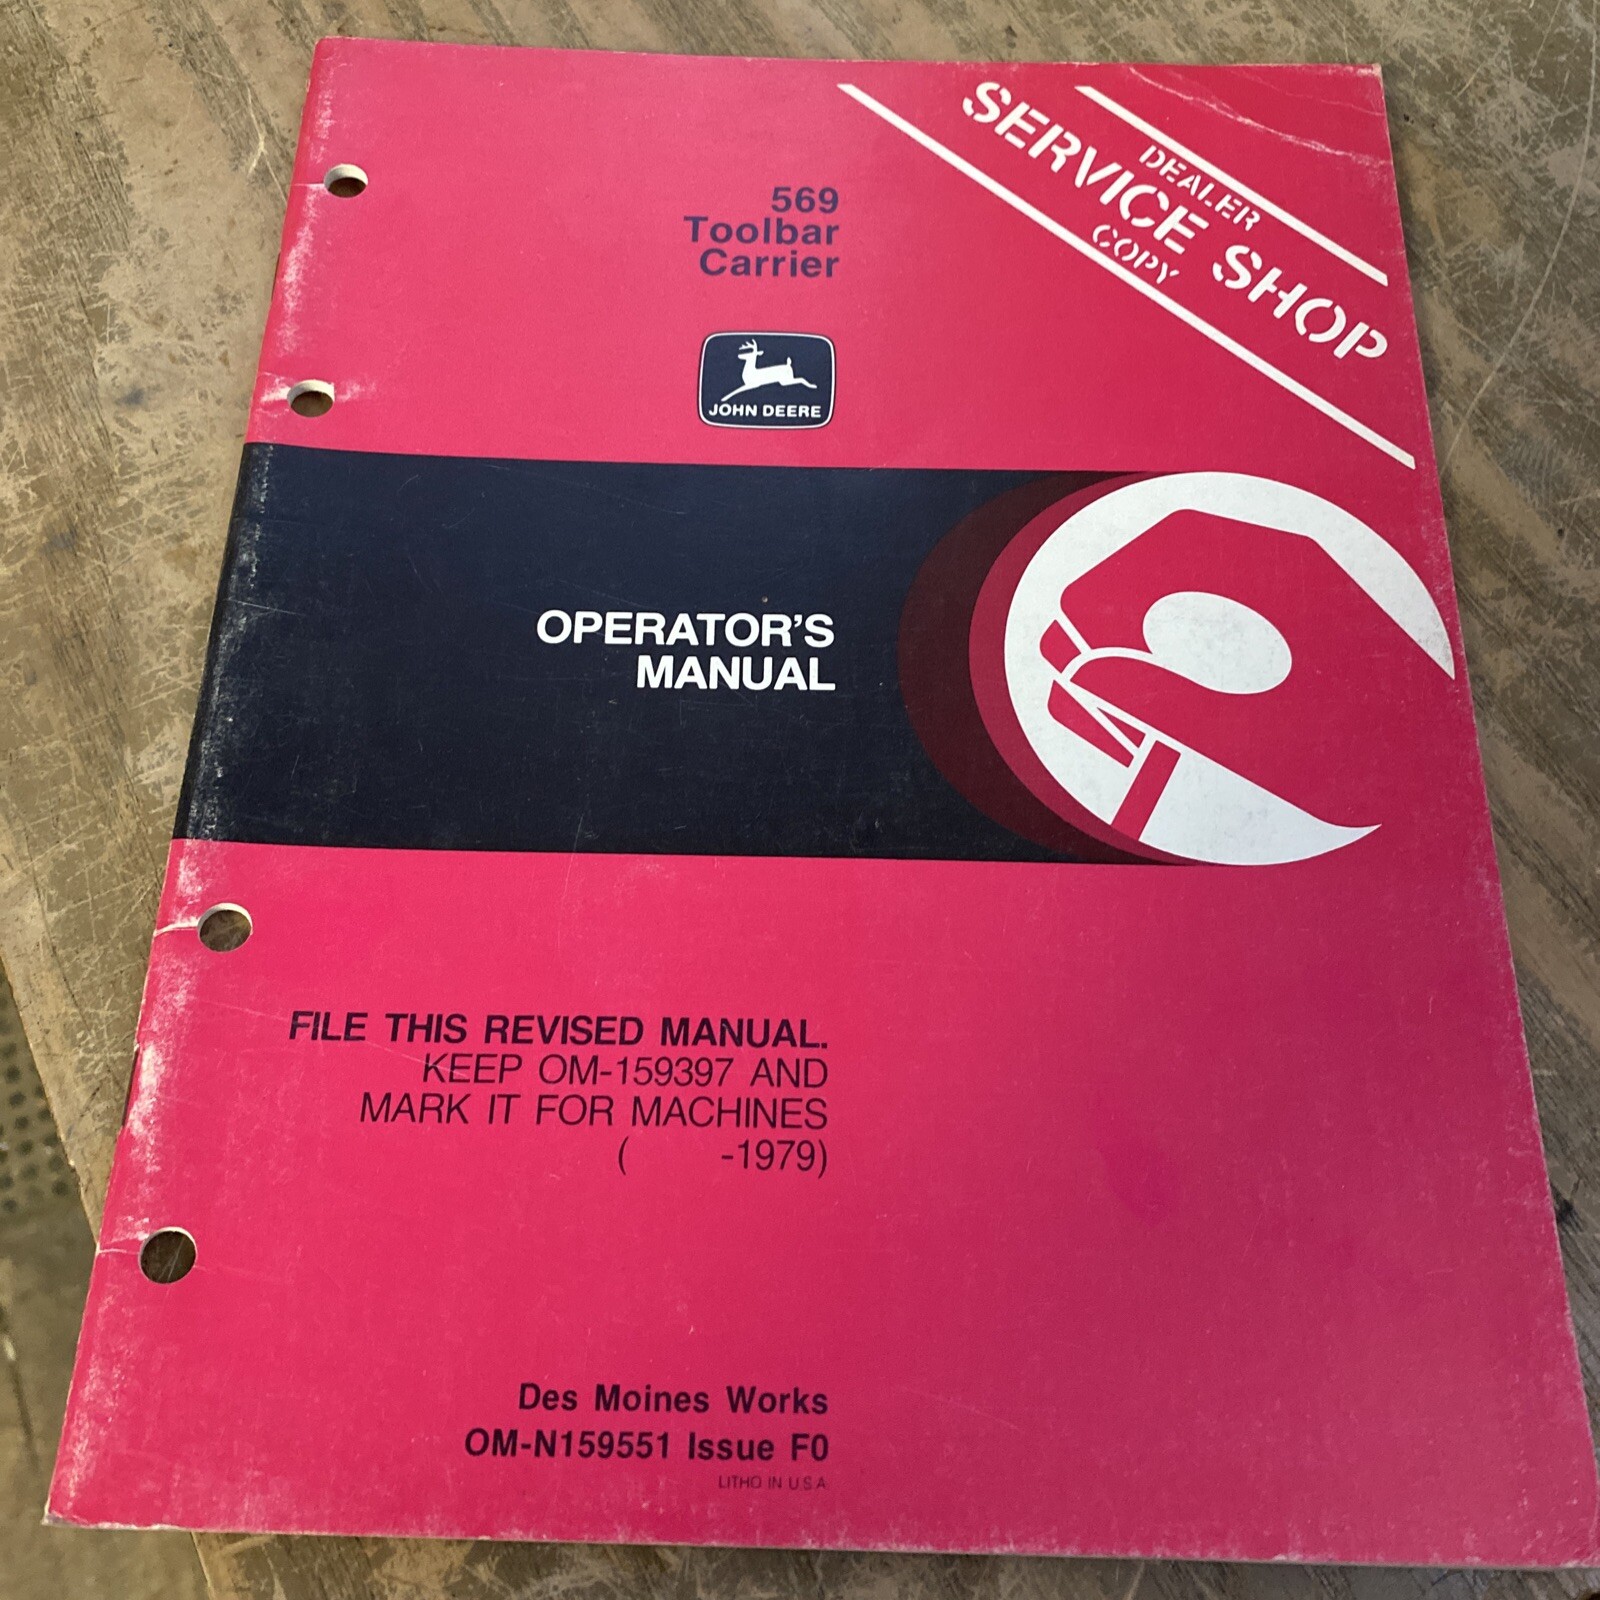 DEALER
SERVICE SHOP
COPY
569
Toolbar
Carrier
JOHN DEERE
OPERATOR'S
MANUAL
FILE THIS REVISED MANUAL.
KEEP OM-159397 AND
MARK IT FOR MACHINES
( -1979)
Des Moines Works
OM-N159551 Issue F0
LITHO IN U.S.A.